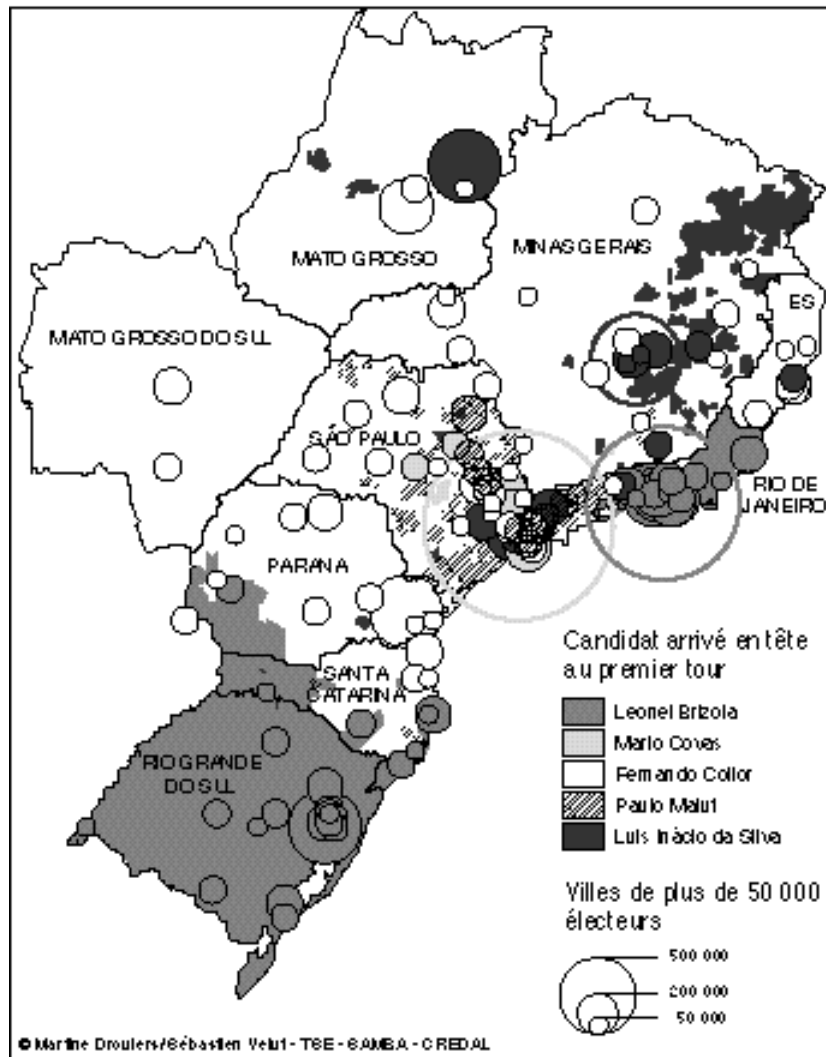 MATO GROSSO
MINAS GERAIS
ES
MATO GROSSO DO SUL
SÃO PAULO
RIO DE
JANEIRO
PARANA
SANTA
CATARINA
RIO GRANDE
DO SUL
Candidat arrivé en tête
au premier tour
Leonel Brizola
Mario Covas
Fernando Collor
Paulo Maluf
Luis Inácio da Silva
Villes de plus de 50 000
électeurs
500 000
200 000
50 000
© Martine Droulers/Sébastien Velut - TSE - SAMBA - CREDAL